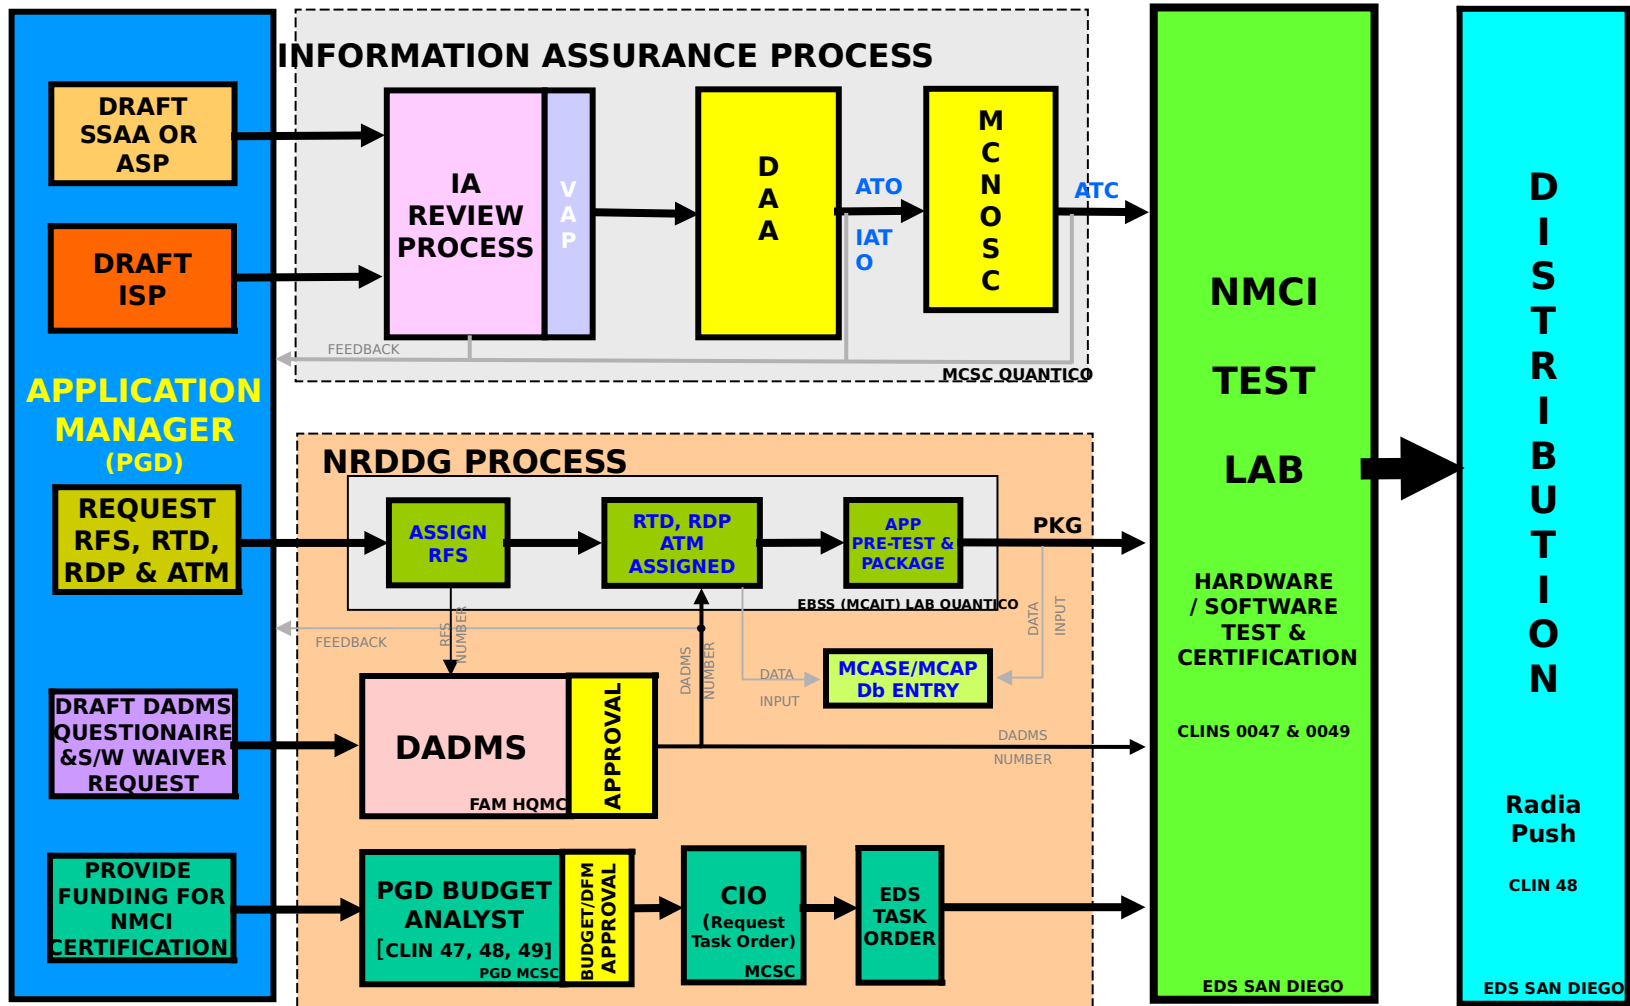 INFORMATION ASSURANCE PROCESS
DRAFT
SSAA OR
ASP
DRAFT
ISP
APPLICATION
MANAGER
(PGD)
REQUEST
RFS, RTD,
RDP & ATM
DRAFT DADMS
QUESTIONAIRE
&S/W WAIVER
REQUEST
PROVIDE
FUNDING FOR
NMCI
CERTIFICATION
IA
REVIEW
PROCESS
V
A
P
D
A
A
ATO
IAT
O
M
C
N
O
S
C
ATC
FEEDBACK
MCSC QUANTICO
NRDDG PROCESS
ASSIGN
RFS
RTD, RDP
ATM
ASSIGNED
APP
PRE-TEST &
PACKAGE
PKG
EBSS (MCAIT) LAB QUANTICO
FEEDBACK
RFS
NUMBER
DADMS
NUMBER
DATA
INPUT
DATA
INPUT
MCASE/MCAP
Db ENTRY
DADMS
FAM HQMC
APPROVAL
DADMS
NUMBER
PGD BUDGET
ANALYST
[CLIN 47, 48, 49]
PGD MCSC
BUDGET/DFM
APPROVAL
CIO
(Request
Task Order)
MCSC
EDS
TASK
ORDER
NMCI
TEST
LAB
HARDWARE
/ SOFTWARE
TEST &
CERTIFICATION
CLINS 0047 & 0049
EDS SAN DIEGO
D
I
S
T
R
I
B
U
T
I
O
N
Radia
Push
CLIN 48
EDS SAN DIEGO